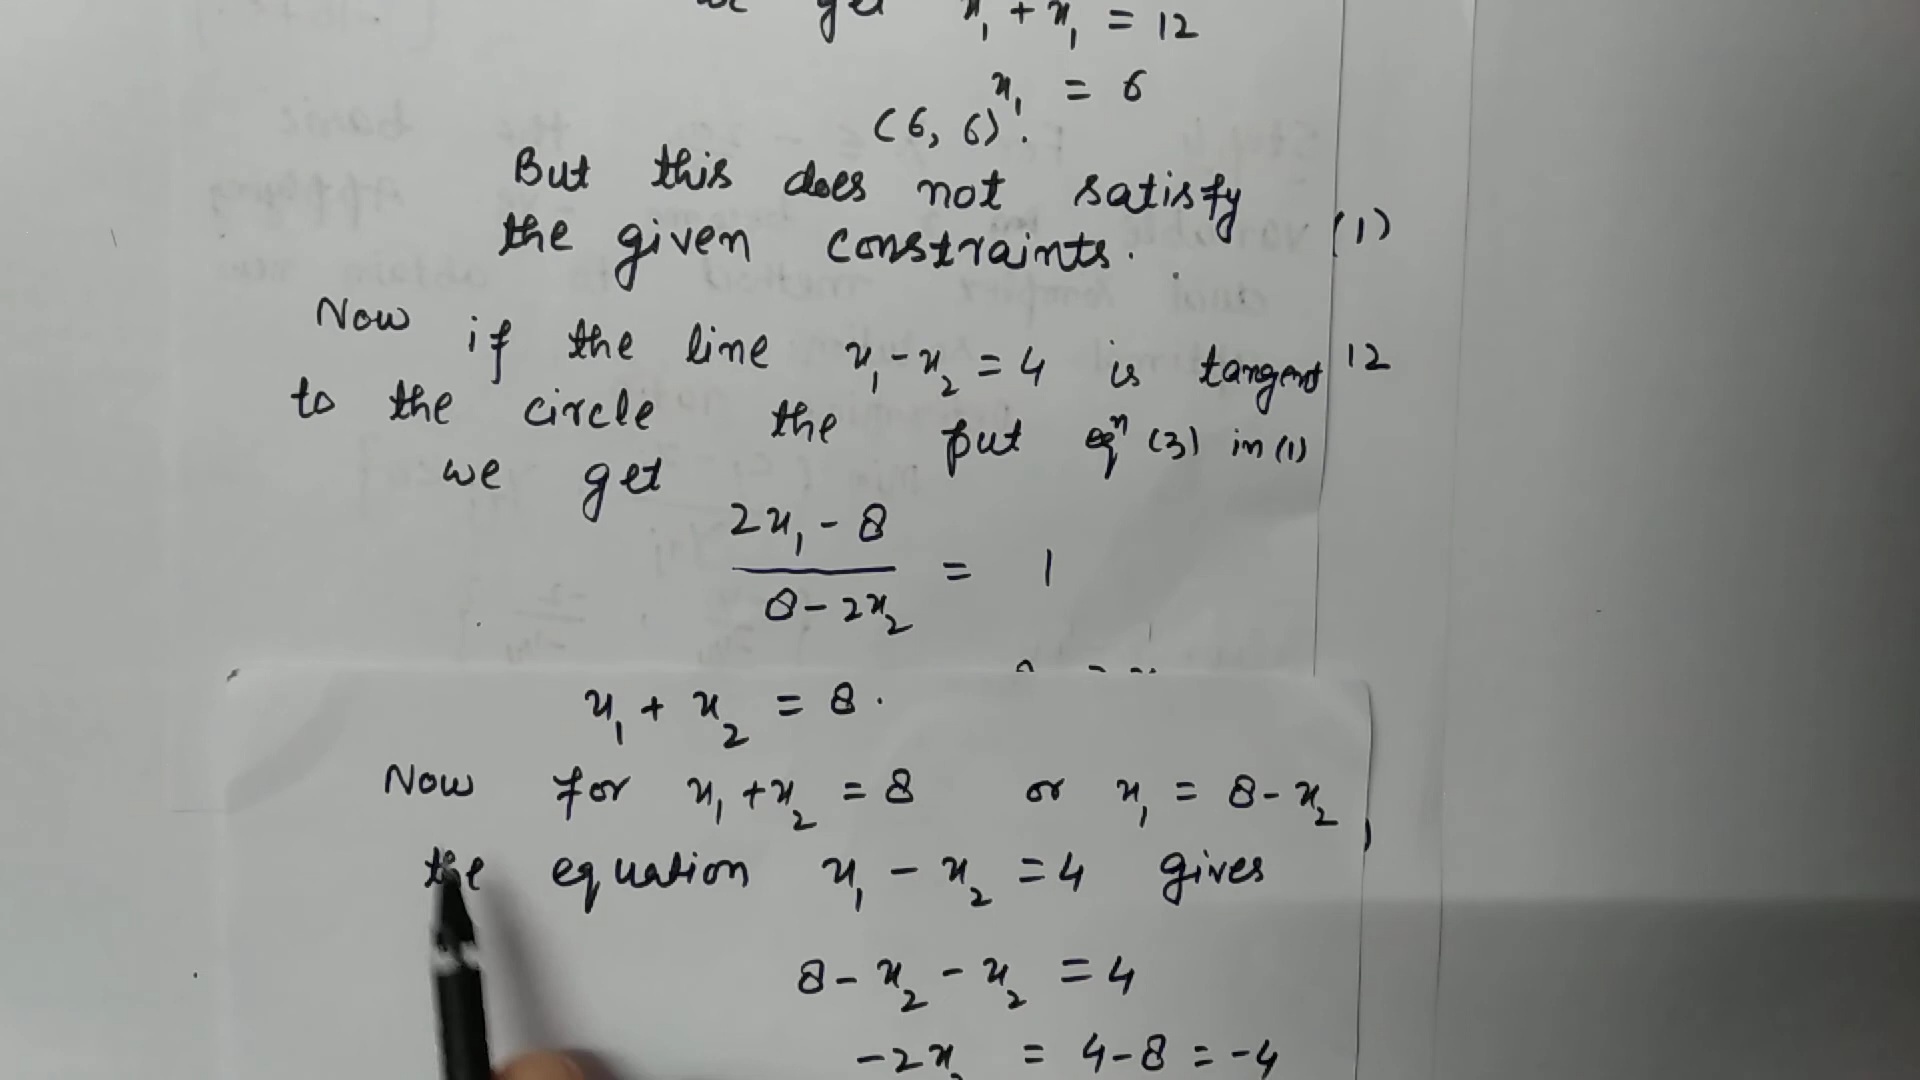 get x₁ + x₁ = 12
x₁ = 6
(6, 6).
But this does not satisfy
the given constraints. (1)
Now if the line x₁ - x₂ = 4 is tangent 12
to the circle the put eqⁿ (3) in (1)
we get
2x₁ - 8
8 - 2x₂ = 1
x₁ + x₂ = 8.
Now for x₁ + x₂ = 8 or x₁ = 8 - x₂,
the equation x₁ - x₂ = 4 gives
8 - x₂ - x₂ = 4
-2x₂ = 4 - 8 = -4